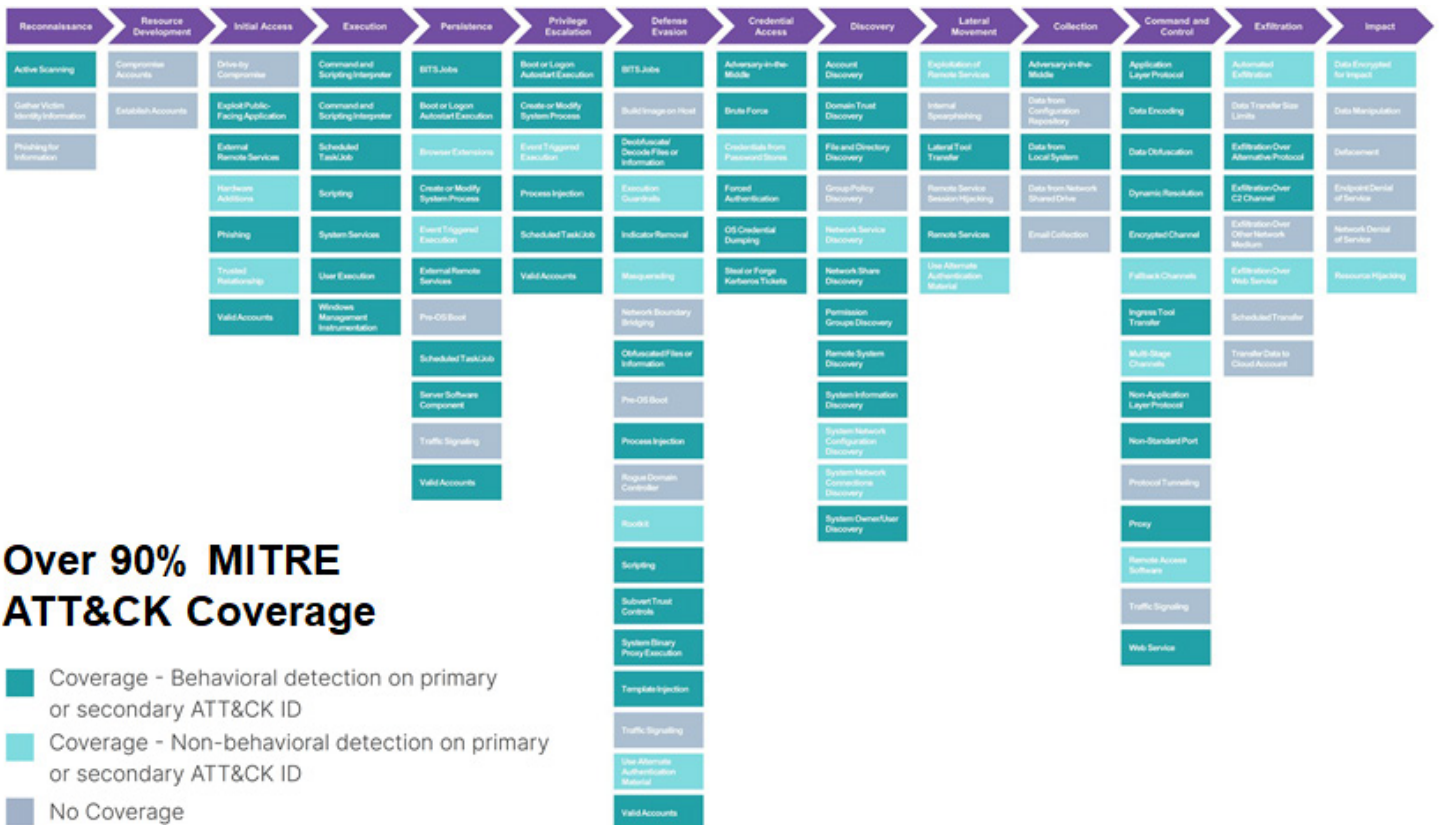 Reconnaissance
Resource
Development
Initial Access
Execution
Persistence
Privilege
Escalation
Defense
Evasion
Credential
Access
Discovery
Lateral
Movement
Collection
Command and
Control
Exfiltration
Impact
Active Scanning
Gather Victim
Identity Information
Phishing for
Information
Compromise
Accounts
Establish Accounts
Drive-by
Compromise
Exploit Public-
Facing Application
External
Remote Services
Hardware
Additions
Phishing
Trusted
Relationship
Valid Accounts
Command and
Scripting Interpreter
Command and
Scripting Interpreter
Scheduled
Task/Job
Scripting
System Services
User Execution
Windows
Management
Instrumentation
BITS Jobs
Boot or Logon
Autostart Execution
Browser Extensions
Create or Modify
System Process
Event Triggered
Execution
External Remote
Services
Pre-OS Boot
Scheduled Task/Job
Server Software
Component
Traffic Signaling
Valid Accounts
Boot or Logon
Autostart Execution
Create or Modify
System Process
Event Triggered
Execution
Process Injection
Scheduled Task/Job
Valid Accounts
BITS Jobs
Build Image on Host
Deobfuscate/
Decode Files or
Information
Execution
Guardrails
Indicator Removal
Masquerading
Network Boundary
Bridging
Obfuscated Files or
Information
Pre-OS Boot
Process Injection
Rogue Domain
Controller
Rootkit
Scripting
Subvert Trust
Controls
System Binary
Proxy Execution
Template Injection
Traffic Signalling
Use Alternate
Authentication
Material
Valid Accounts
Adversary-in-the-
Middle
Brute Force
Credentials from
Password Stores
Forced
Authentication
OS Credential
Dumping
Steal or Forge
Kerberos Tickets
Account
Discovery
Domain Trust
Discovery
File and Directory
Discovery
Group Policy
Discovery
Network Service
Discovery
Network Share
Discovery
Permission
Groups Discovery
Remote System
Discovery
System Information
Discovery
System Network
Configuration
Discovery
System Network
Connections
Discovery
System Owner/User
Discovery
Exploitation of
Remote Services
Internal
Spearphishing
Lateral Tool
Transfer
Remote Service
Session Hijacking
Remote Services
Use Alternate
Authentication
Material
Adversary-in-the-
Middle
Data from
Configuration
Repository
Data from
Local System
Data from Network
Shared Drive
Email Collection
Application
Layer Protocol
Data Encoding
Data Obfuscation
Dynamic Resolution
Encrypted Channel
Fallback Channels
Ingress Tool
Transfer
Multi-Stage
Channels
Non-Application
Layer Protocol
Non-Standard Port
Protocol Tunneling
Proxy
Remote Access
Software
Traffic Signaling
Web Service
Automated
Exfiltration
Data Transfer Size
Limits
Exfiltration Over
Alternative Protocol
Exfiltration Over
C2 Channel
Exfiltration Over
Other Network
Medium
Exfiltration Over
Web Service
Scheduled Transfer
Transfer Data to
Cloud Account
Data Encrypted
for Impact
Data Manipulation
Defacement
Endpoint Denial
of Service
Network Denial
of Service
Resource Hijacking
Over 90% MITRE
ATT&CK Coverage
Coverage - Behavioral detection on primary
or secondary ATT&CK ID
Coverage - Non-behavioral detection on primary
or secondary ATT&CK ID
No Coverage